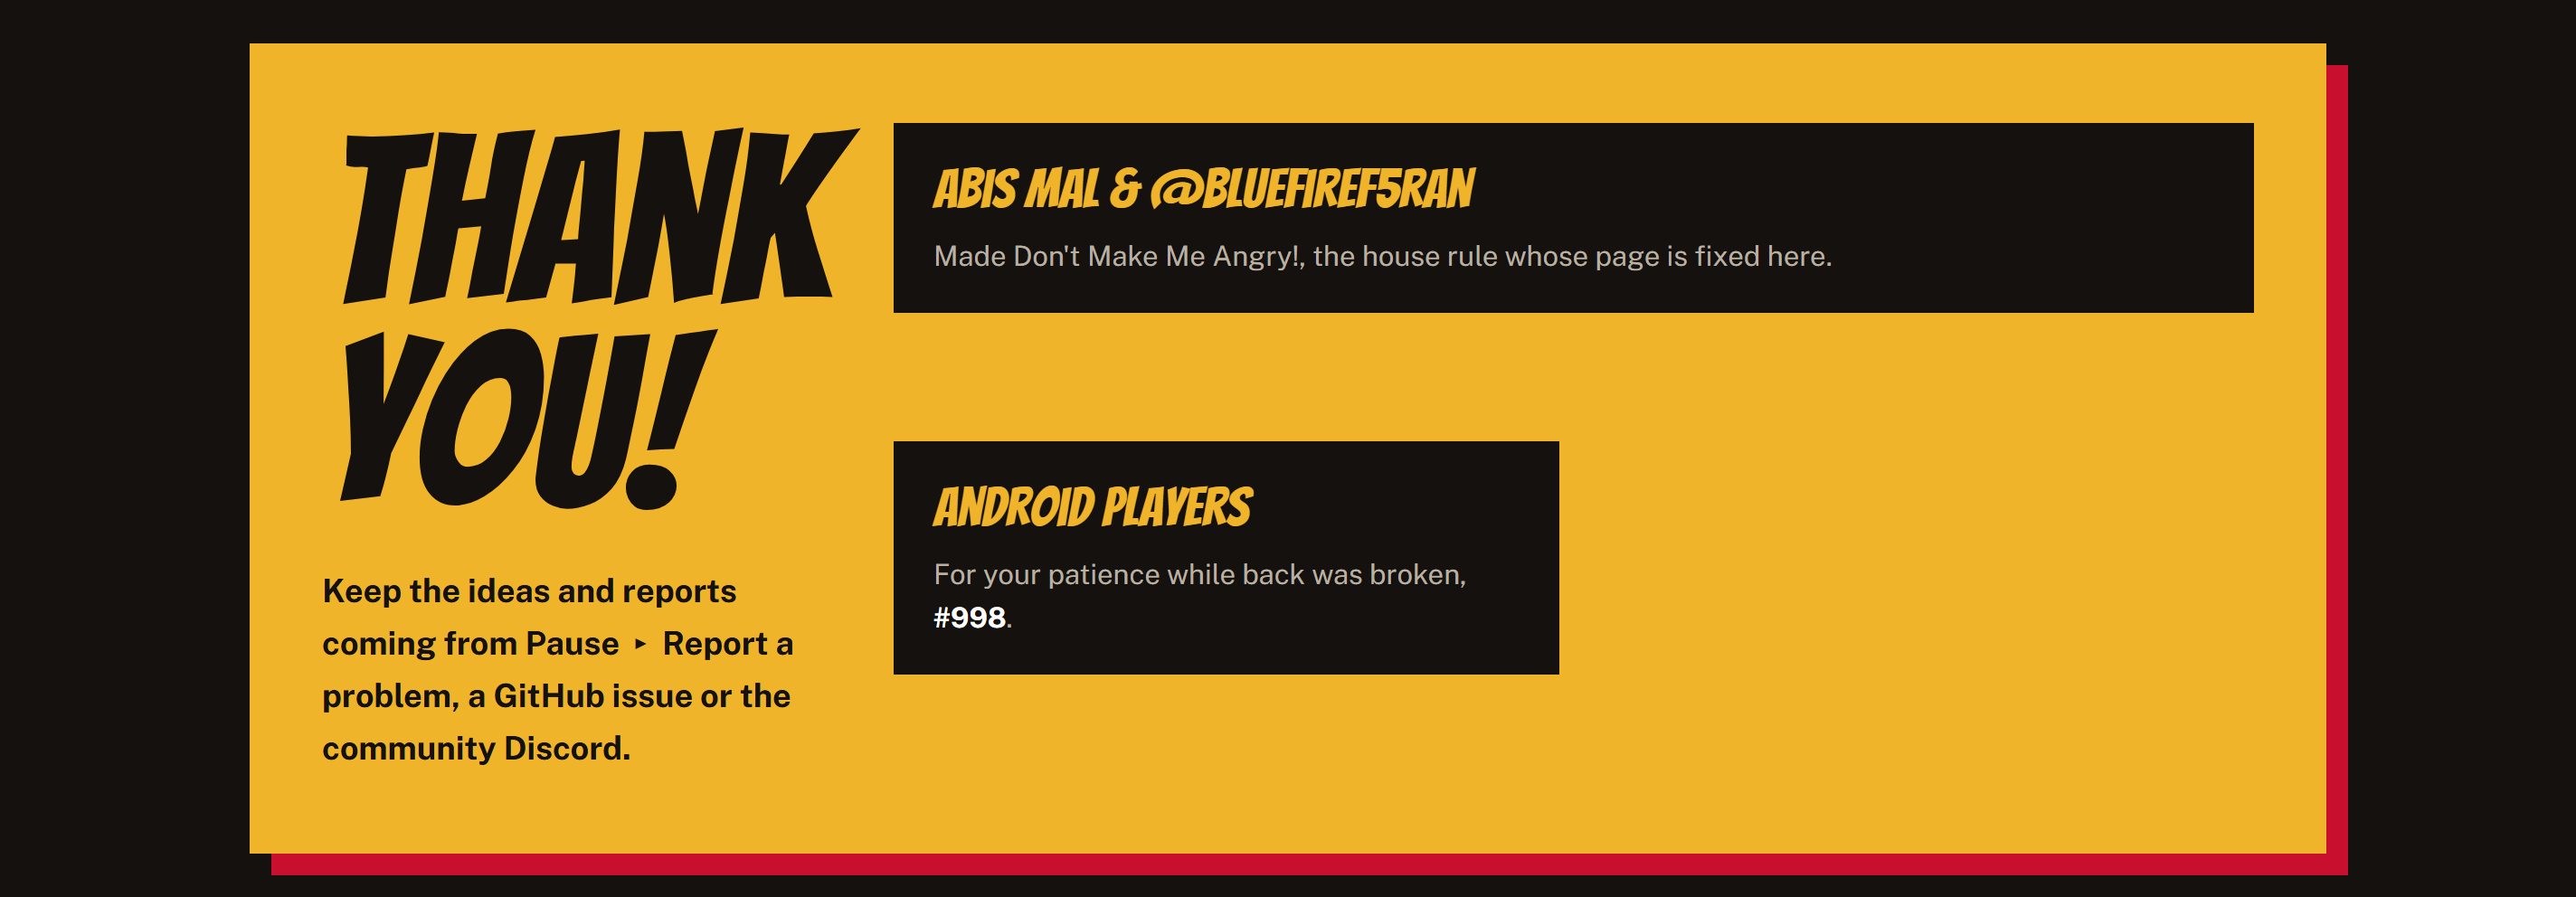 THANK
YOU!
Keep the ideas and reports
coming from Pause ▸ Report a
problem, a GitHub issue or the
community Discord.
ABIS MAL & @BLUEFIREF5RAN
Made Don't Make Me Angry!, the house rule whose page is fixed here.
ANDROID PLAYERS
For your patience while back was broken,
#998.